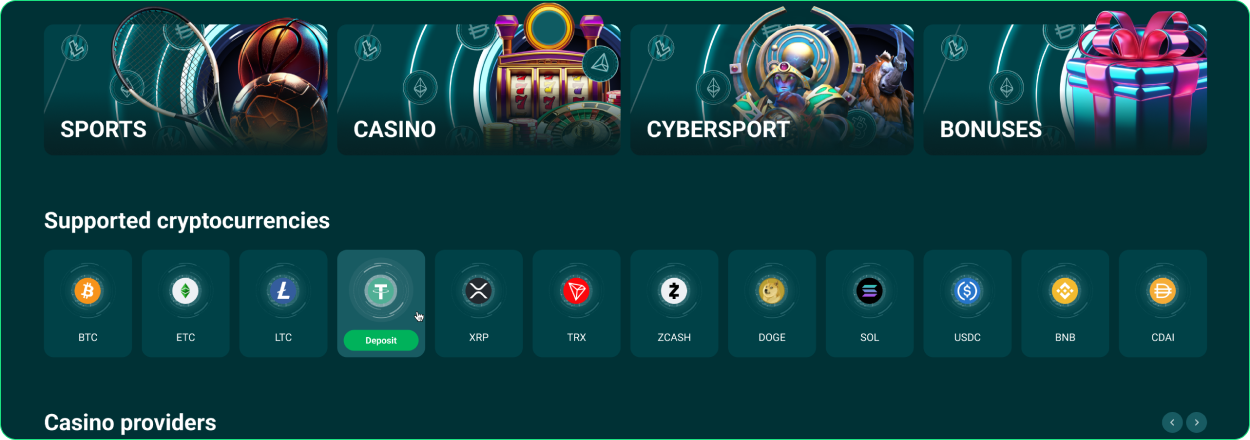 SPORTS
CASINO
CYBERSPORT
BONUSES
Supported cryptocurrencies
BTC
ETC
LTC
Deposit
XRP
TRX
ZCASH
DOGE
SOL
USDC
BNB
CDAI
Casino providers